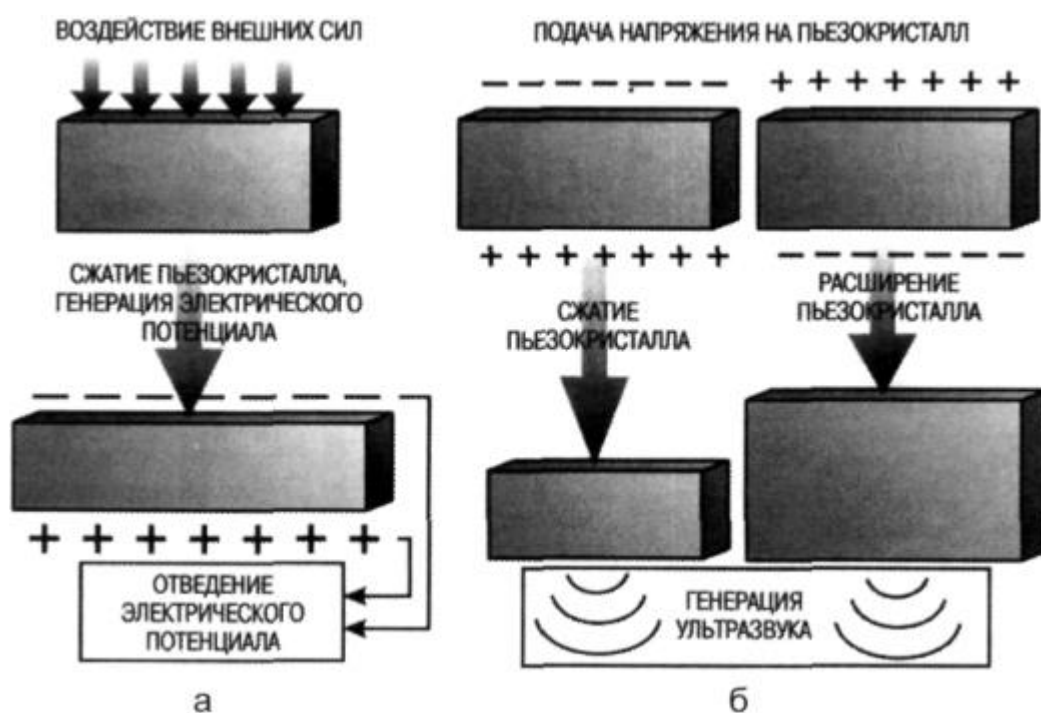 ВОЗДЕЙСТВИЕ ВНЕШНИХ СИЛ
СЖАТИЕ ПЬЕЗОКРИСТАЛЛА,
ГЕНЕРАЦИЯ ЭЛЕКТРИЧЕСКОГО
ПОТЕНЦИАЛА
– – – – – – – – – –
+ + + + + + +
ОТВЕДЕНИЕ
ЭЛЕКТРИЧЕСКОГО
ПОТЕНЦИАЛА
а
ПОДАЧА НАПРЯЖЕНИЯ НА ПЬЕЗОКРИСТАЛЛ
– – – – – – – –
+ + + + + + +
СЖАТИЕ
ПЬЕЗОКРИСТАЛЛА
+ + + + + + +
– – – – – – – –
РАСШИРЕНИЕ
ПЬЕЗОКРИСТАЛЛА
ГЕНЕРАЦИЯ
УЛЬТРАЗВУКА
б